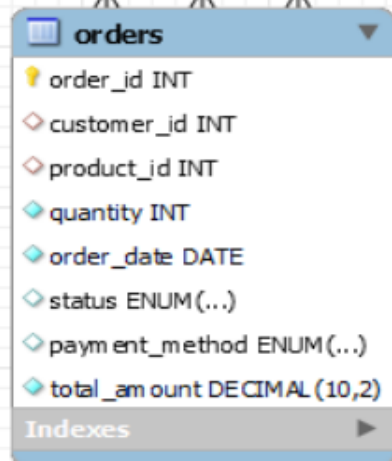 orders
order_id INT
customer_id INT
product_id INT
quantity INT
order_date DATE
status ENUM(...)
payment_method ENUM(...)
total_amount DECIMAL(10,2)
Indexes